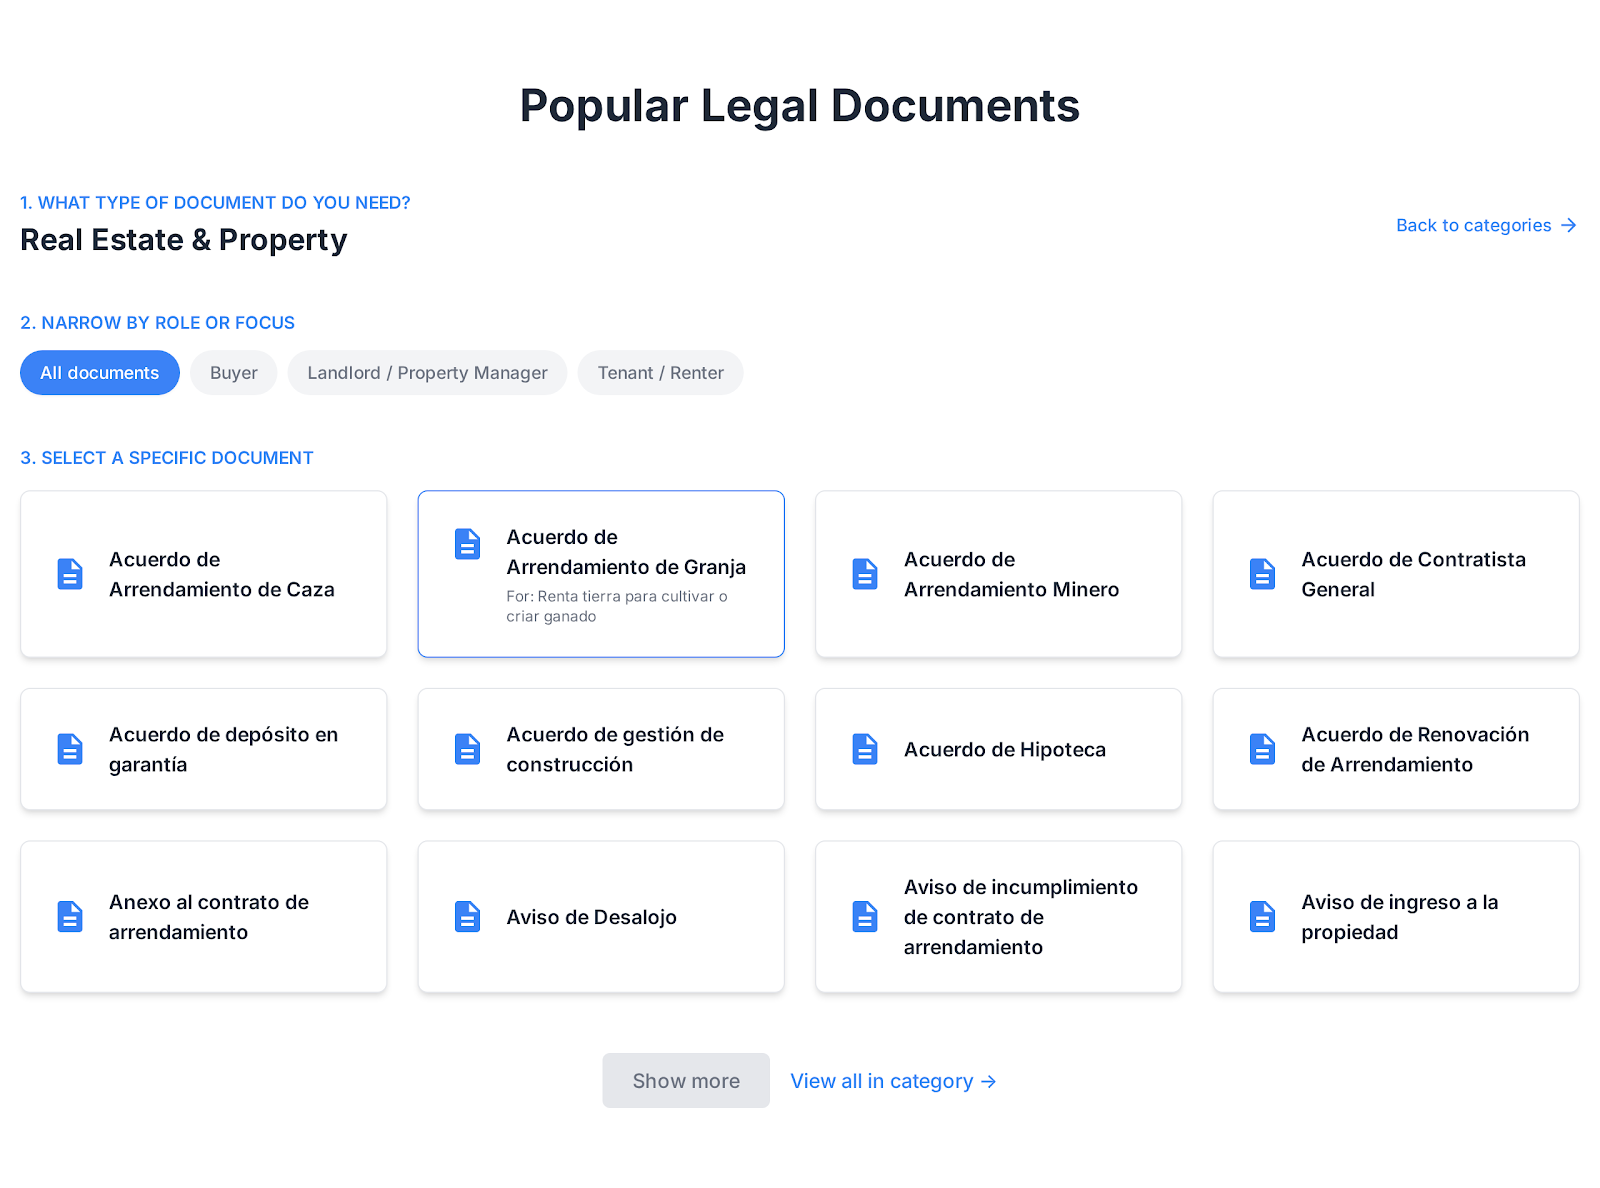 Popular Legal Documents
1. WHAT TYPE OF DOCUMENT DO YOU NEED?
Real Estate & Property
Back to categories →
2. NARROW BY ROLE OR FOCUS
All documents
Buyer
Landlord / Property Manager
Tenant / Renter
3. SELECT A SPECIFIC DOCUMENT
Acuerdo de
Arrendamiento de Caza
Acuerdo de
Arrendamiento de Granja
For: Renta tierra para cultivar o
criar ganado
Acuerdo de
Arrendamiento Minero
Acuerdo de Contratista
General
Acuerdo de depósito en
garantía
Acuerdo de gestión de
construcción
Acuerdo de Hipoteca
Acuerdo de Renovación
de Arrendamiento
Anexo al contrato de
arrendamiento
Aviso de Desalojo
Aviso de incumplimiento
de contrato de
arrendamiento
Aviso de ingreso a la
propiedad
Show more
View all in category →